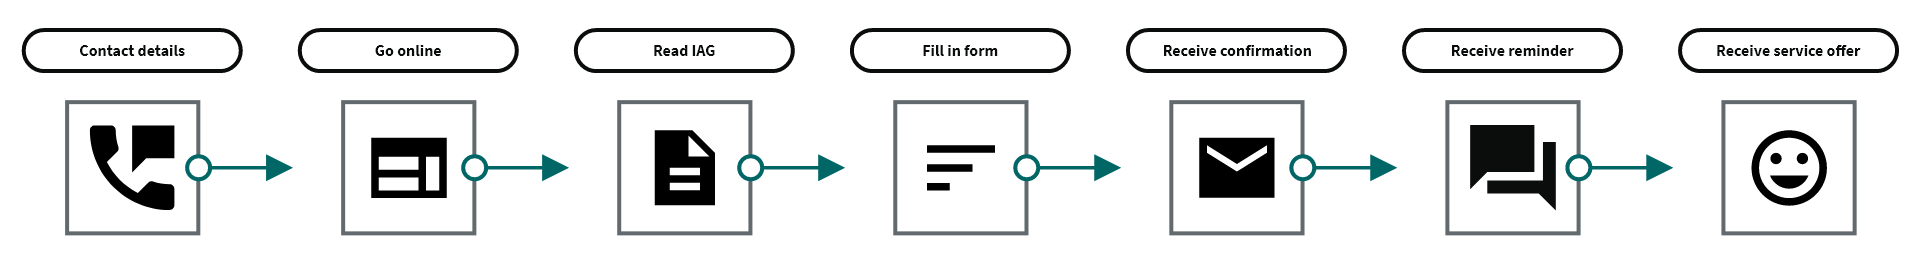 Contact details
Go online
Read IAG
Fill in form
Receive confirmation
Receive reminder
Receive service offer